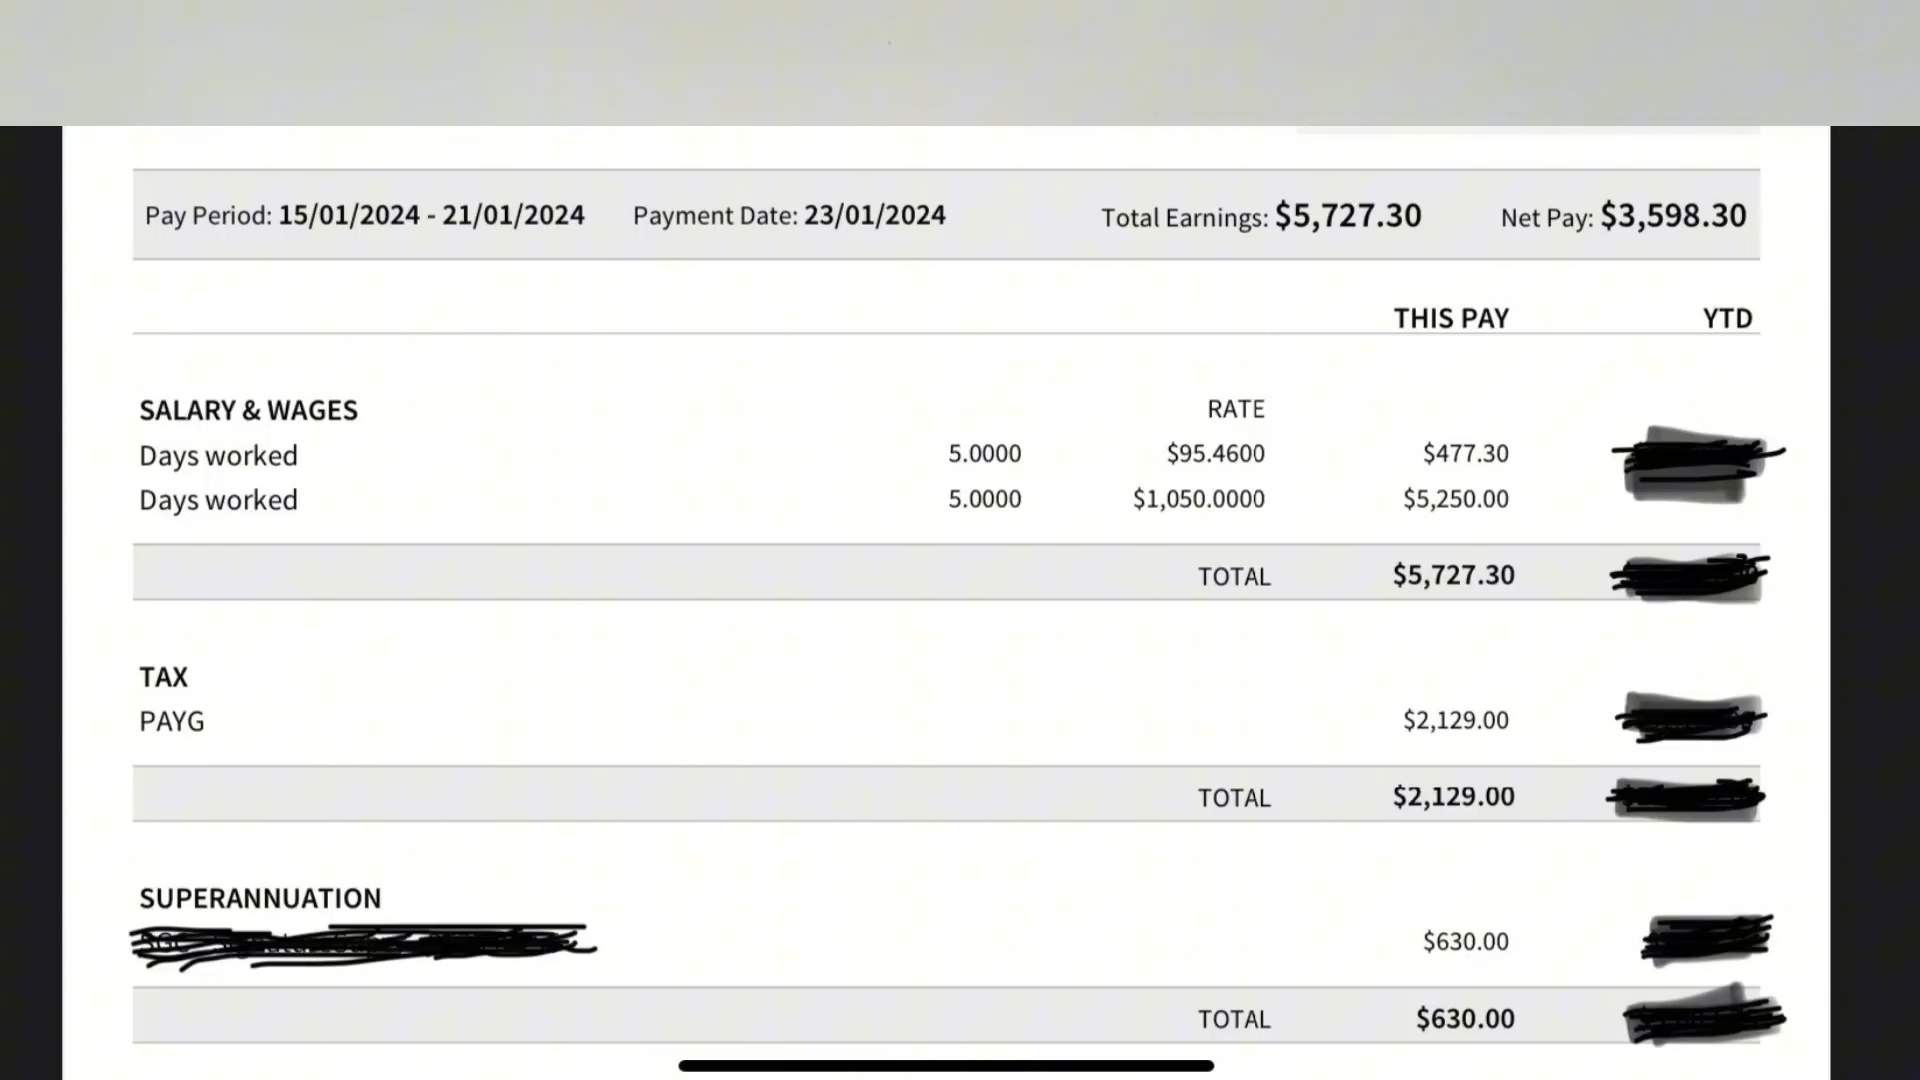 Pay Period: 15/01/2024 - 21/01/2024 Payment Date: 23/01/2024 Total Earnings: $5,727.30 Net Pay: $3,598.30
THIS PAY YTD
SALARY & WAGES RATE
Days worked 5.0000 $95.4600 $477.30
Days worked 5.0000 $1,050.0000 $5,250.00
TOTAL $5,727.30
TAX
PAYG $2,129.00
TOTAL $2,129.00
SUPERANNUATION
$630.00
TOTAL $630.00